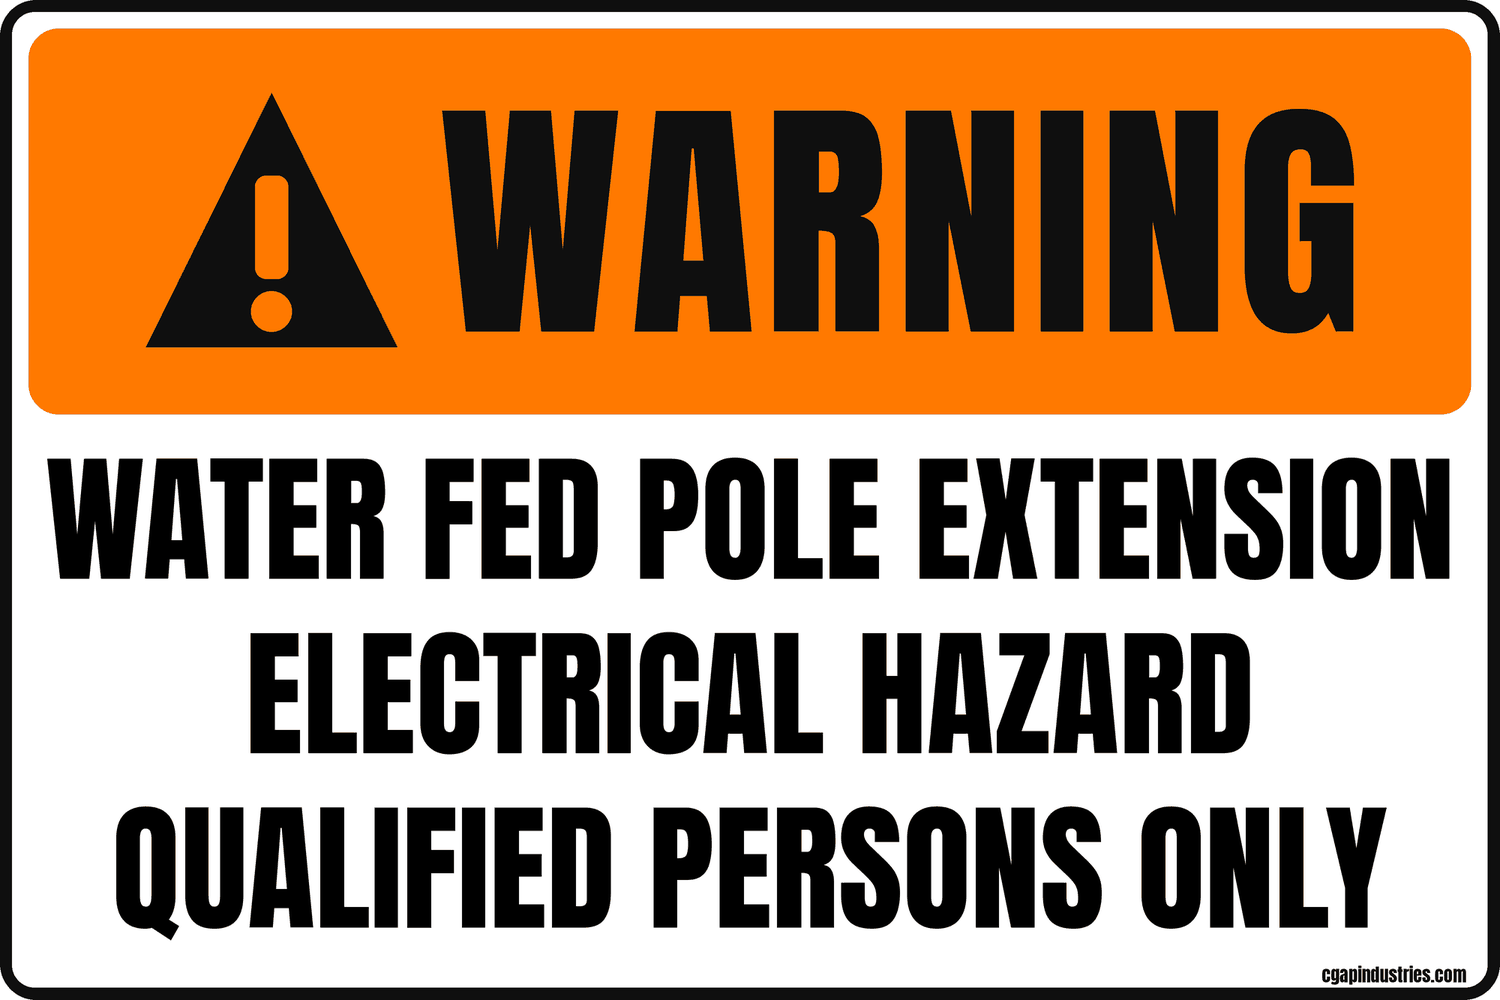 WARNING
WATER FED POLE EXTENSION
ELECTRICAL HAZARD
QUALIFIED PERSONS ONLY
cgapindustries.com